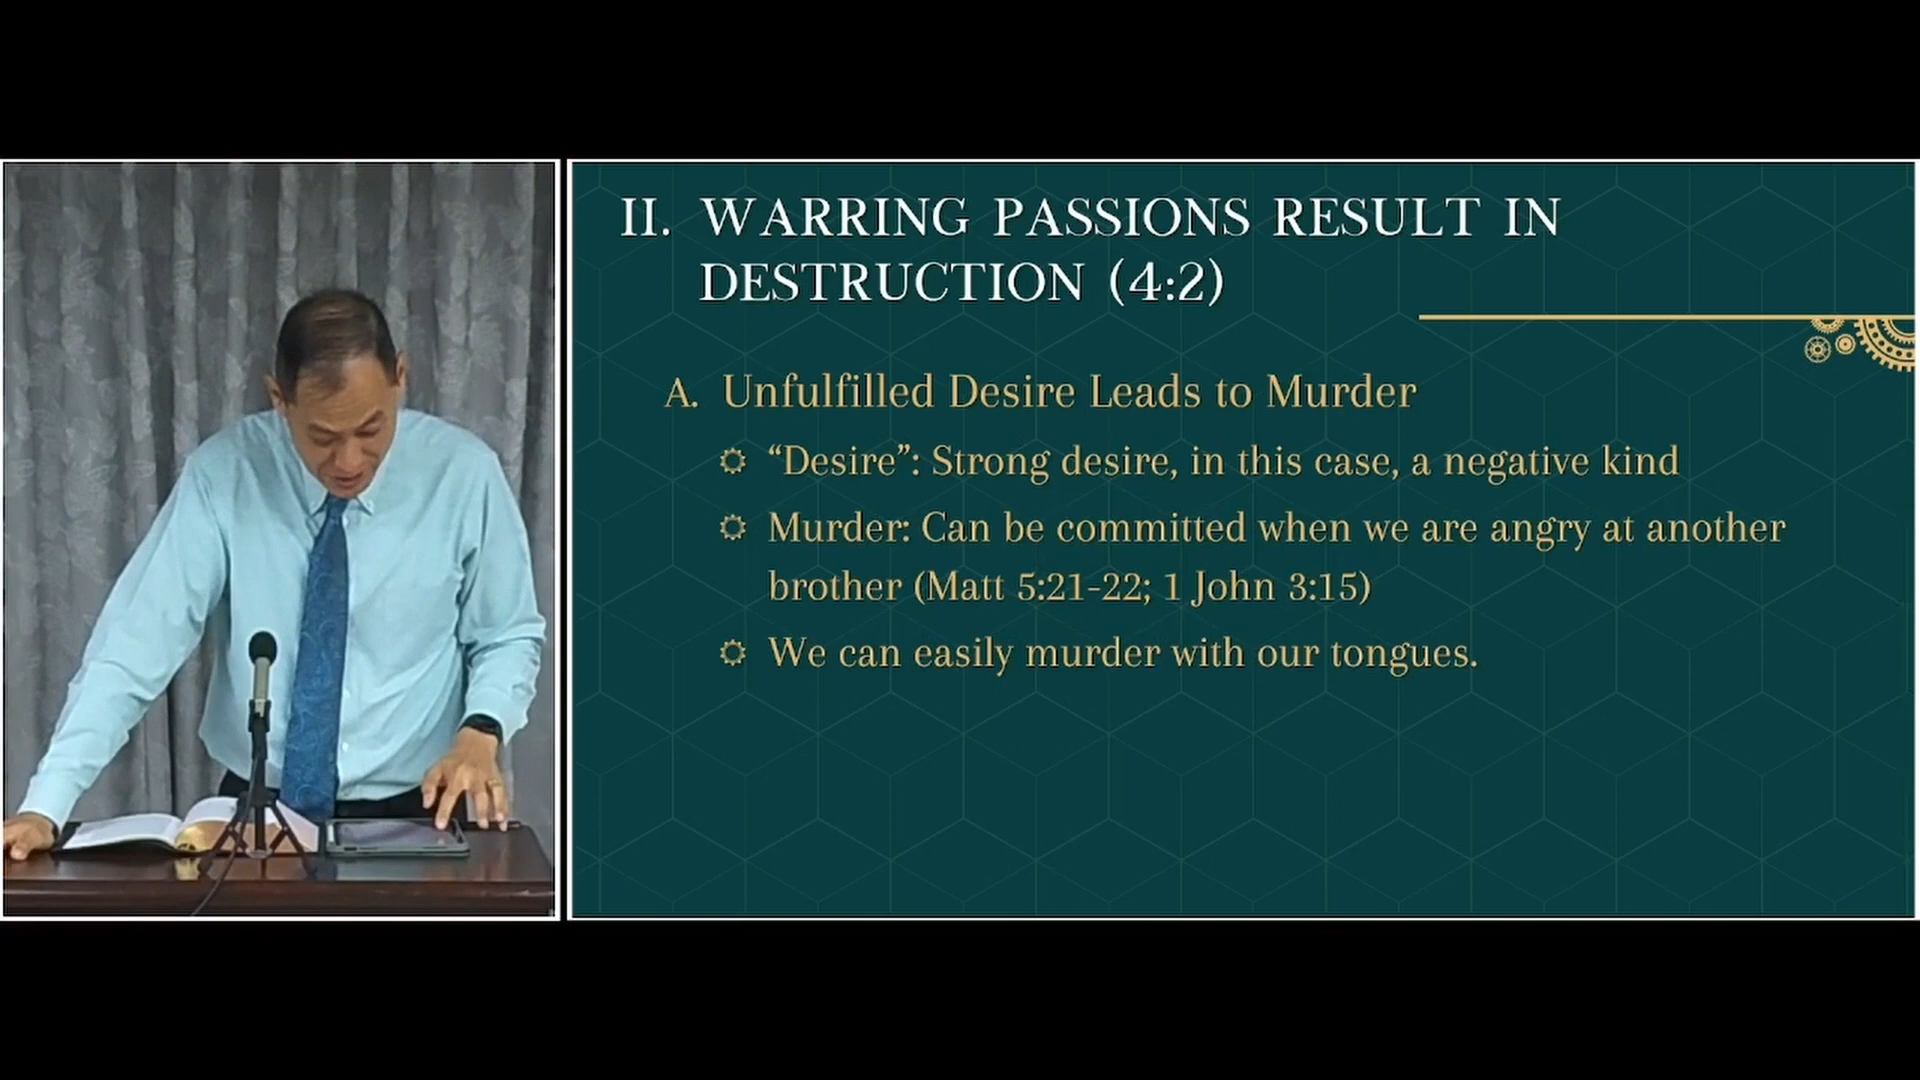 II. WARRING PASSIONS RESULT IN
DESTRUCTION (4:2)
A. Unfulfilled Desire Leads to Murder
“Desire”: Strong desire, in this case, a negative kind
Murder: Can be committed when we are angry at another
brother (Matt 5:21-22; 1 John 3:15)
We can easily murder with our tongues.